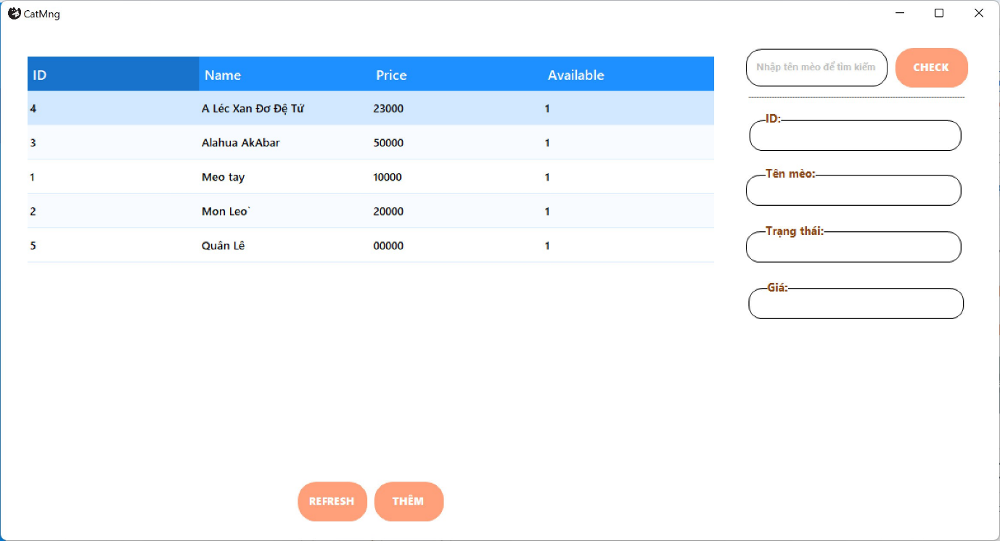 CatMng
ID Name Price Available
4 A Léc Xan Đơ Đệ Tứ 23000 1
3 Alahua AkAbar 50000 1
1 Meo tay 10000 1
2 Mon Leo` 20000 1
5 Quân Lê 00000 1
REFRESH THÊM
Nhập tên mèo để tìm kiếm CHECK
ID:
Tên mèo:
Trạng thái:
Giá: